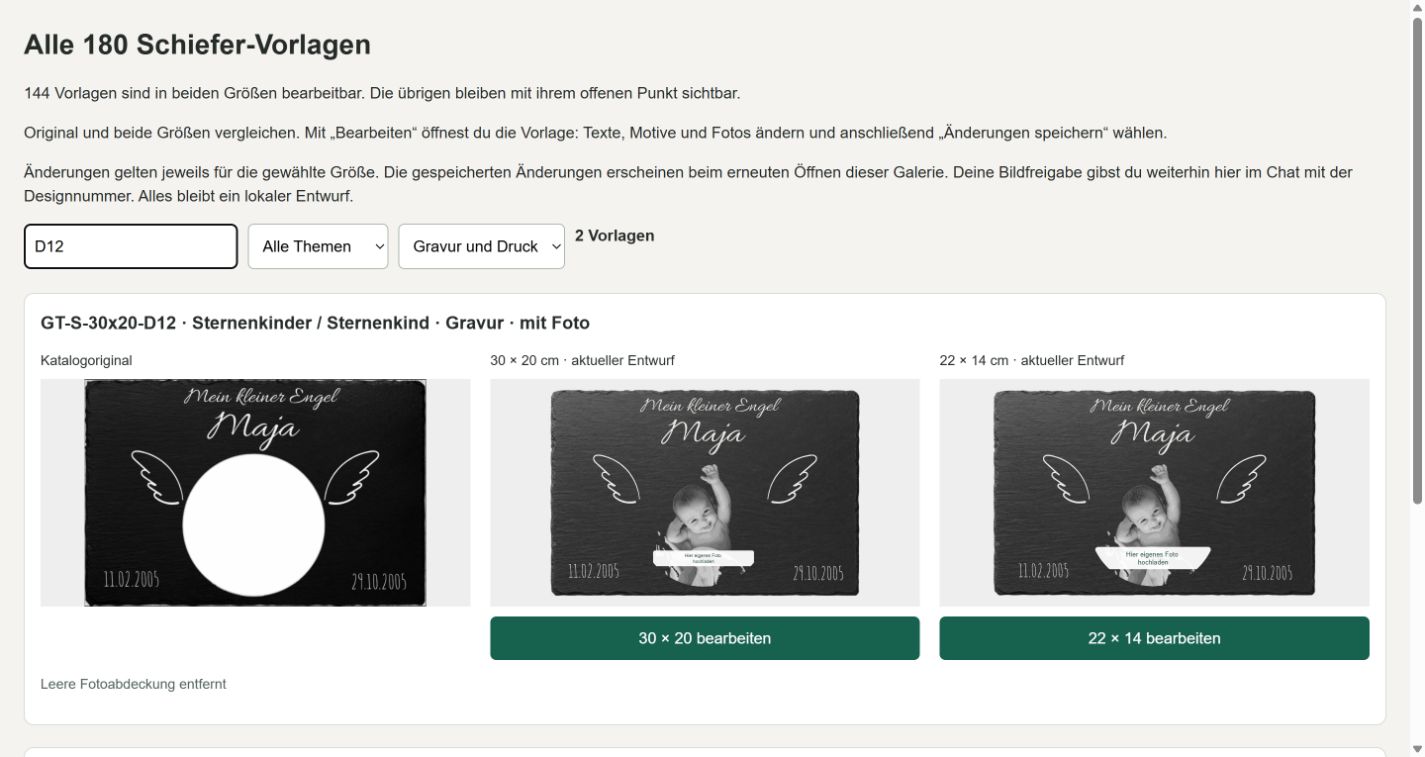 Alle 180 Schiefer-Vorlagen
144 Vorlagen sind in beiden Größen bearbeitbar. Die übrigen bleiben mit ihrem offenen Punkt sichtbar.
Original und beide Größen vergleichen. Mit „Bearbeiten“ öffnest du die Vorlage: Texte, Motive und Fotos ändern und anschließend „Änderungen speichern“ wählen.
Änderungen gelten jeweils für die gewählte Größe. Die gespeicherten Änderungen erscheinen beim erneuten Öffnen dieser Galerie. Deine Bildfreigabe gibst du weiterhin hier im Chat mit der
Designnummer. Alles bleibt ein lokaler Entwurf.
D12
Alle Themen
Gravur und Druck
2 Vorlagen
GT-S-30x20-D12 · Sternenkinder / Sternenkind · Gravur · mit Foto
Katalogoriginal
Mein kleiner Engel
Maja
11.02.2005
29.10.2005
30 × 20 cm · aktueller Entwurf
Mein kleiner Engel
Maja
Hier eigenes Foto
hochladen
11.02.2005
29.10.2005
30 × 20 bearbeiten
22 × 14 cm · aktueller Entwurf
Mein kleiner Engel
Maja
Hier eigenes Foto
hochladen
11.02.2005
29.10.2005
22 × 14 bearbeiten
Leere Fotoabdeckung entfernt